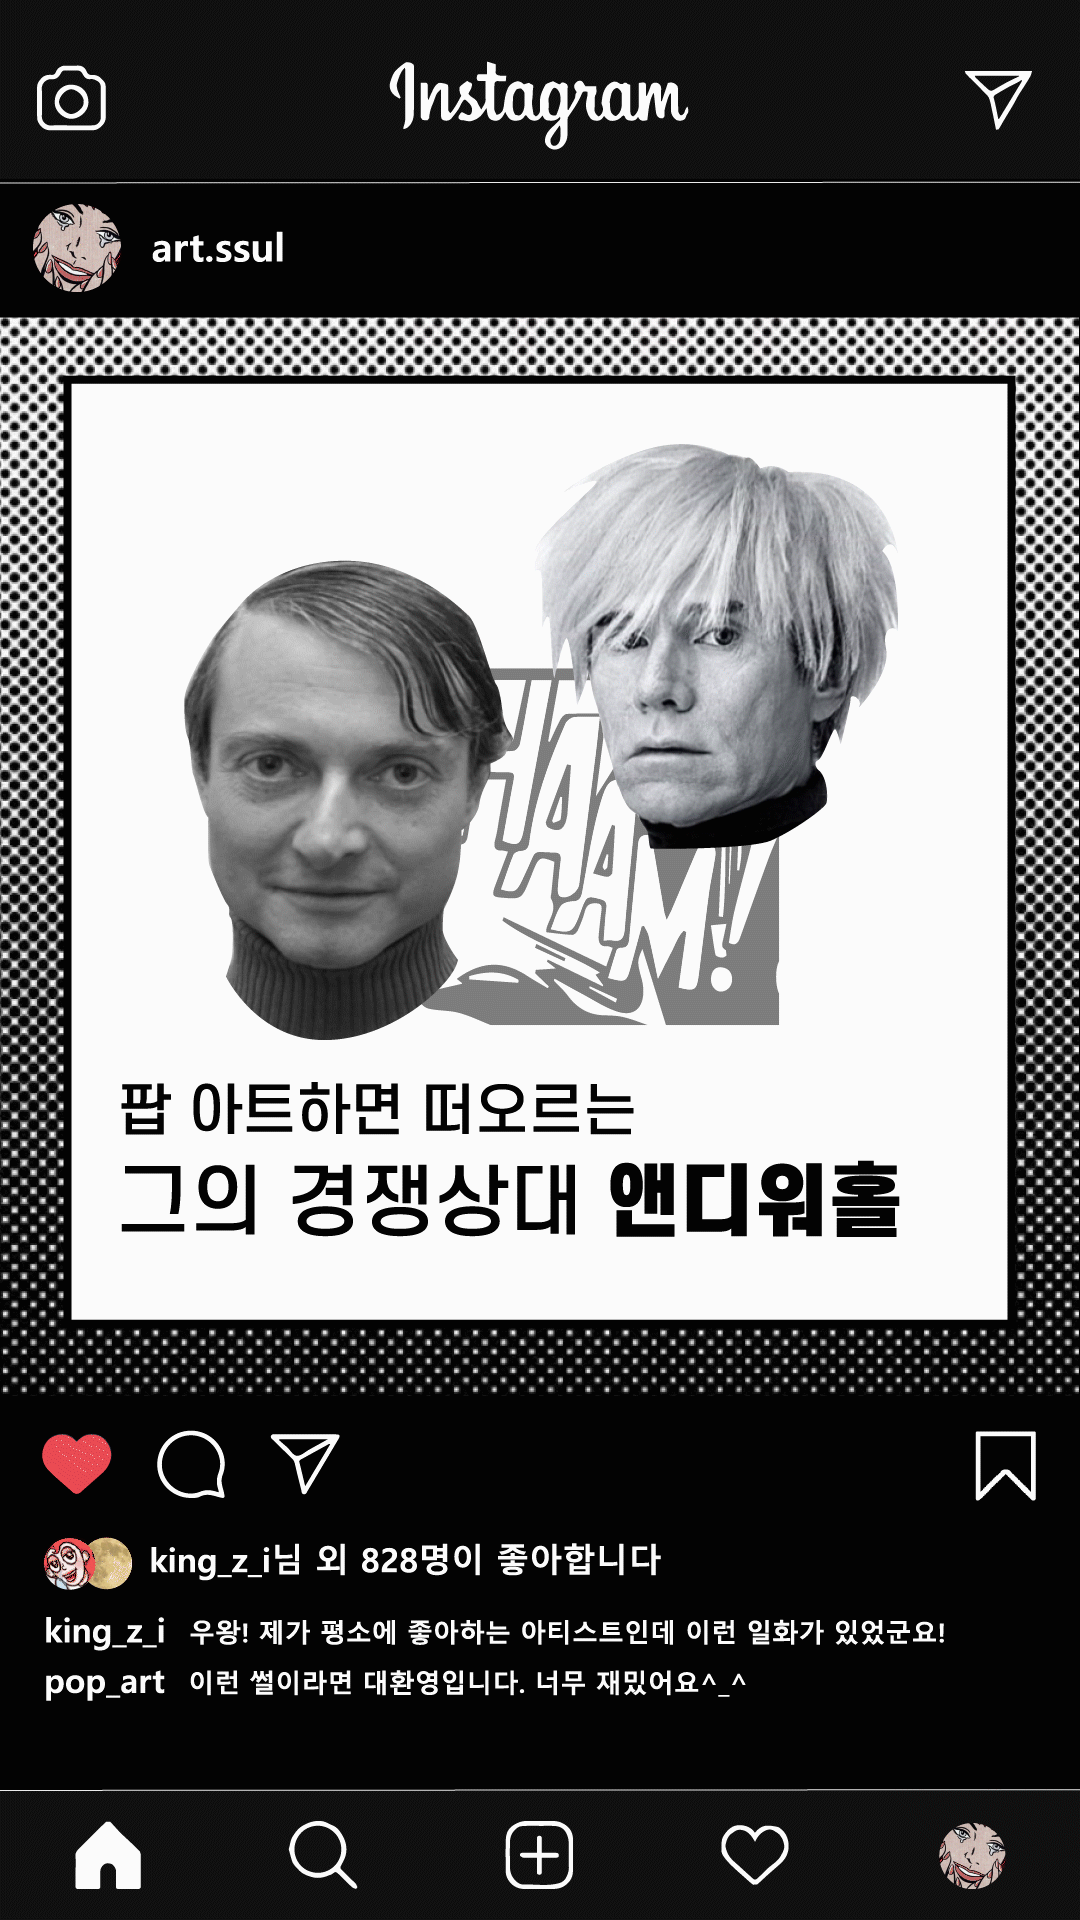 Instagram
art.ssul
HAAAM!!
팝 아트하면 떠오르는
그의 경쟁상대 앤디워홀
king_z_i님 외 828명이 좋아합니다
king_z_i 우왕! 제가 평소에 좋아하는 아티스트인데 이런 일화가 있었군요!
pop_art 이런 썰이라면 대환영입니다. 너무 재밌어요^_^